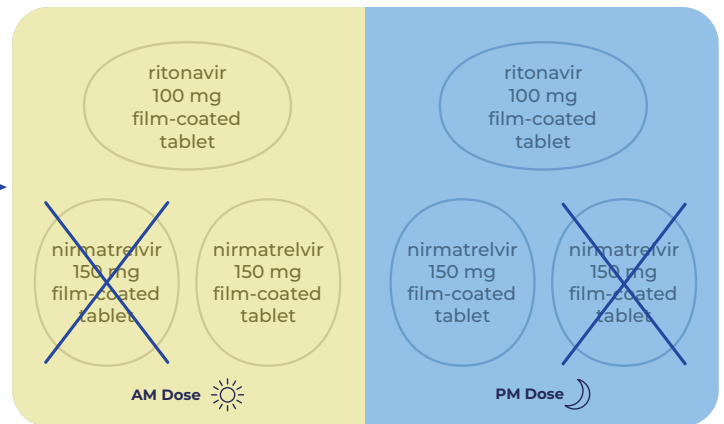 ritonavir
100 mg
film-coated
tablet
nirmatrelvir
150 mg
film-coated
tablet
nirmatrelvir
150 mg
film-coated
tablet
AM Dose
ritonavir
100 mg
film-coated
tablet
nirmatrelvir
150 mg
film-coated
tablet
nirmatrelvir
150 mg
film-coated
tablet
PM Dose